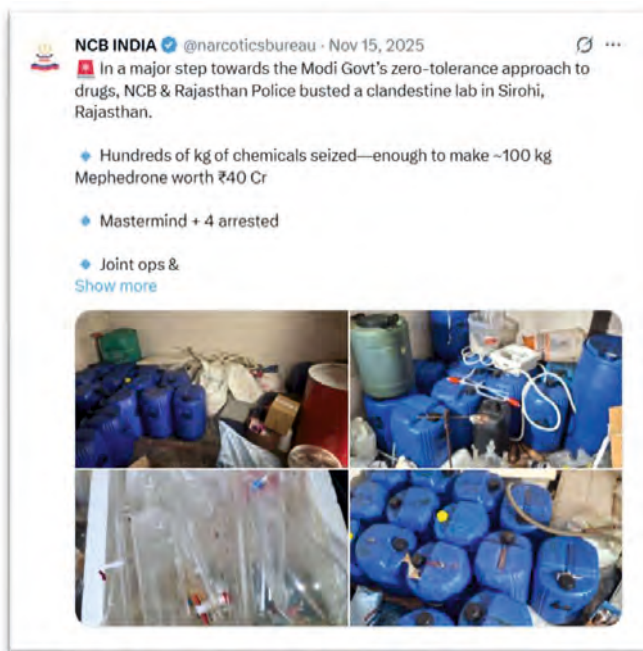 NCB INDIA @narcoticsbureau · Nov 15, 2025
🚨 In a major step towards the Modi Govt's zero-tolerance approach to
drugs, NCB & Rajasthan Police busted a clandestine lab in Sirohi,
Rajasthan.
🔹 Hundreds of kg of chemicals seized—enough to make ~100 kg
Mephedrone worth ₹40 Cr
🔹 Mastermind + 4 arrested
🔹 Joint ops &
Show more